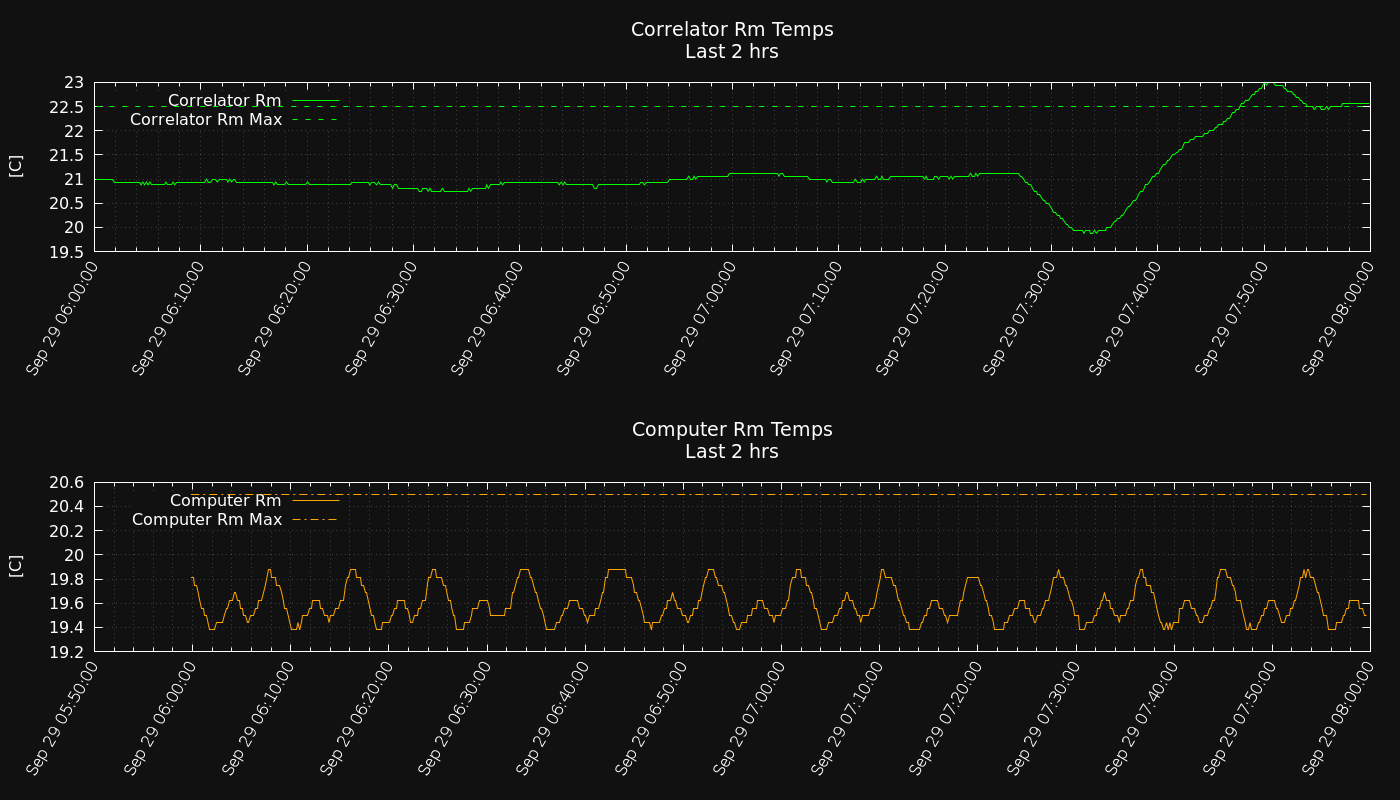 Correlator Rm Temps
Last 2 hrs
23
22.5
22
21.5
21
20.5
20
19.5
[C]
Correlator Rm
Correlator Rm Max
Sep 29 06:00:00
Sep 29 06:10:00
Sep 29 06:20:00
Sep 29 06:30:00
Sep 29 06:40:00
Sep 29 06:50:00
Sep 29 07:00:00
Sep 29 07:10:00
Sep 29 07:20:00
Sep 29 07:30:00
Sep 29 07:40:00
Sep 29 07:50:00
Sep 29 08:00:00
Computer Rm Temps
Last 2 hrs
20.6
20.4
20.2
20
19.8
19.6
19.4
19.2
[C]
Computer Rm
Computer Rm Max
Sep 29 05:50:00
Sep 29 06:00:00
Sep 29 06:10:00
Sep 29 06:20:00
Sep 29 06:30:00
Sep 29 06:40:00
Sep 29 06:50:00
Sep 29 07:00:00
Sep 29 07:10:00
Sep 29 07:20:00
Sep 29 07:30:00
Sep 29 07:40:00
Sep 29 07:50:00
Sep 29 08:00:00